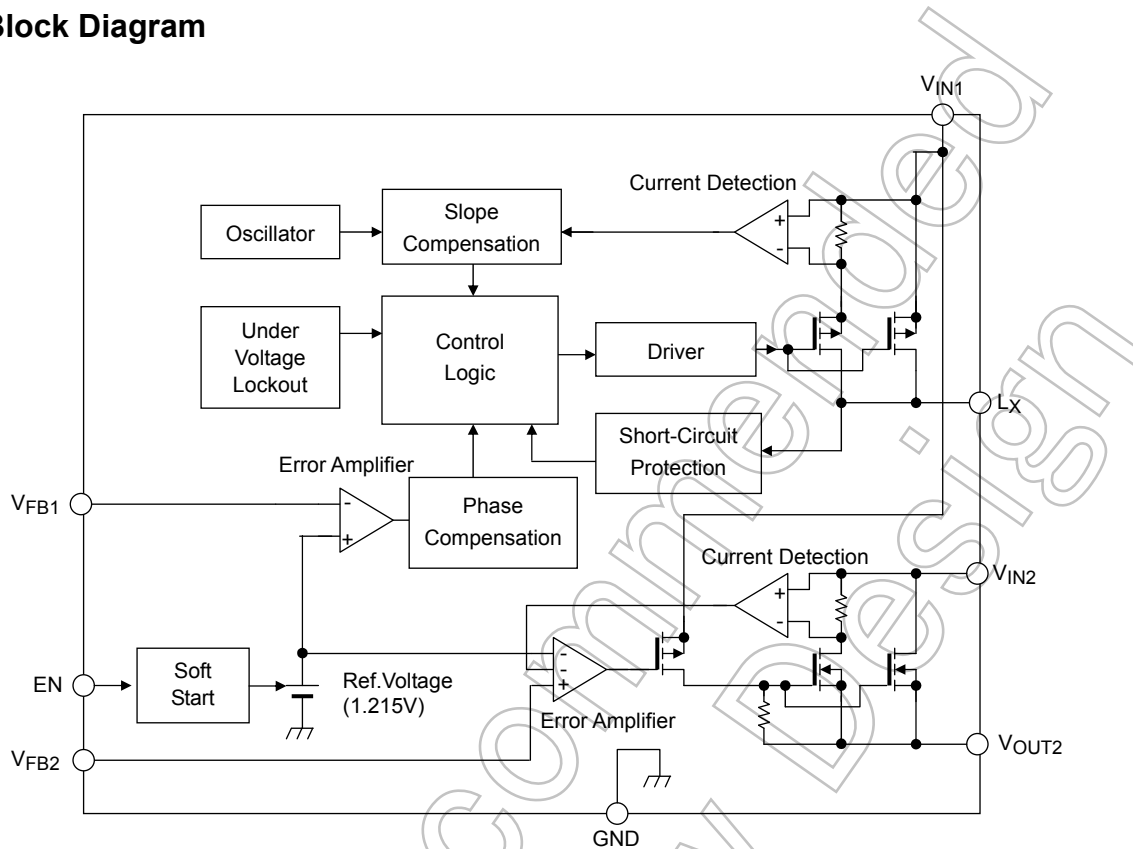 Block Diagram
VIN1
Current Detection
+
-
Slope
Compensation
Oscillator
Under
Voltage
Lockout
Control
Logic
Driver
LX
Short-Circuit
Protection
Error Amplifier
VFB1
-
+
Phase
Compensation
Current Detection
VIN2
+
-
EN
Soft
Start
Ref.Voltage
(1.215V)
-
-
+
Error Amplifier
VOUT2
VFB2
GND
commended
Design